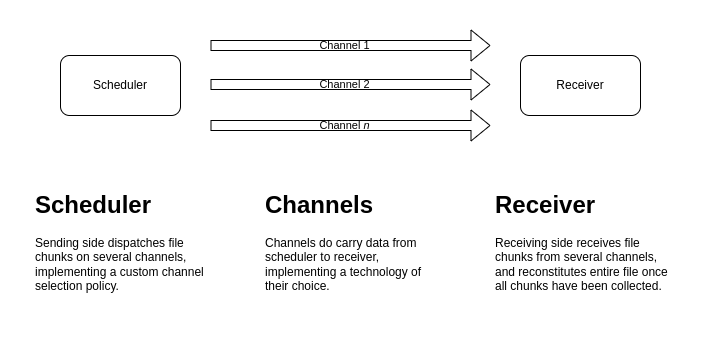 Channel 1
Scheduler
Channel 2
Receiver
Channel n
Scheduler
Sending side dispatches file
chunks on several channels,
implementing a custom channel
selection policy.
Channels
Channels do carry data from
scheduler to receiver,
implementing a technology of
their choice.
Receiver
Receiving side receives file
chunks from several channels,
and reconstitutes entire file once
all chunks have been collected.